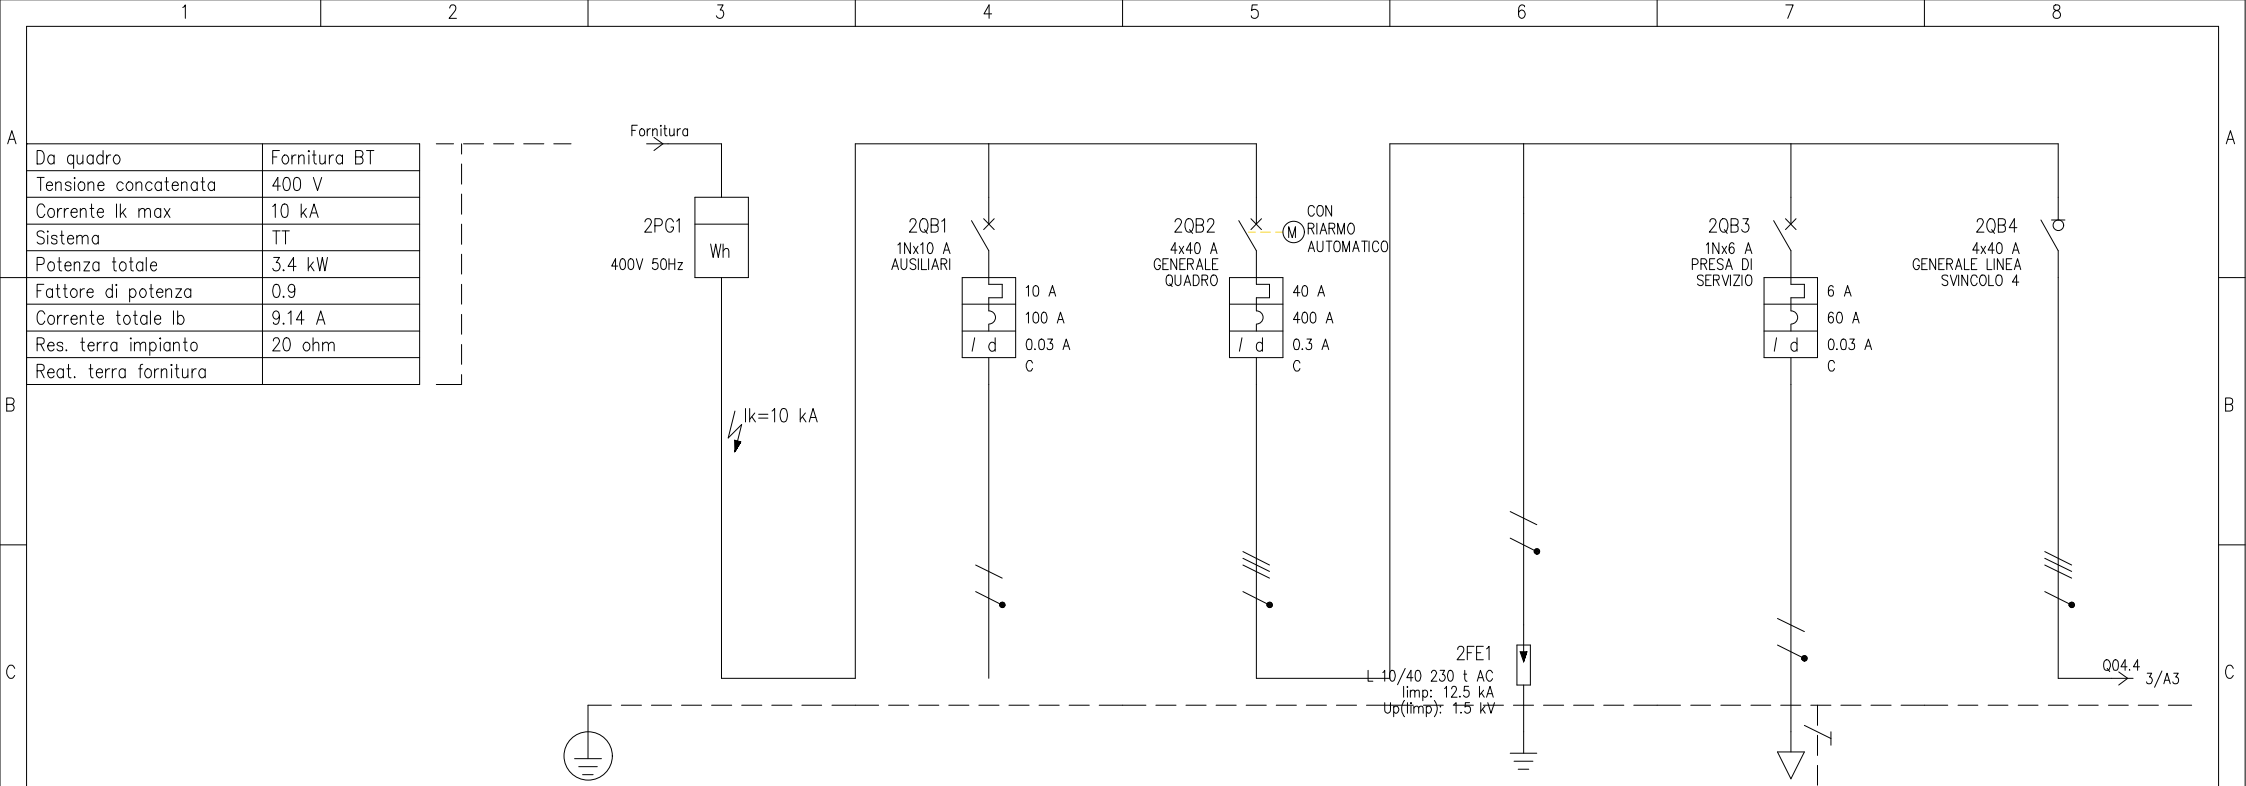 1 2 3 4 5 6 7 8
A
A
B
B
C
C
Da quadro Fornitura BT
Tensione concatenata 400 V
Corrente Ik max 10 kA
Sistema TT
Potenza totale 3.4 kW
Fattore di potenza 0.9
Corrente totale Ib 9.14 A
Res. terra impianto 20 ohm
Reat. terra fornitura
Fornitura
2PG1
400V 50Hz
Wh
Ik=10 kA
2QB1
1Nx10 A
AUSILIARI
10 A
100 A
I d 0.03 A
C
2QB2
4x40 A
GENERALE
QUADRO
M
CON
RIARMO
AUTOMATICO
40 A
400 A
I d 0.3 A
C
2FE1
L 10/40 230 t AC
Iimp: 12.5 kA
Up(Iimp): 1.5 kV
2QB3
1Nx6 A
PRESA DI
SERVIZIO
6 A
60 A
I d 0.03 A
C
2QB4
4x40 A
GENERALE LINEA
SVINCOLO 4
Q04.4
3/A3